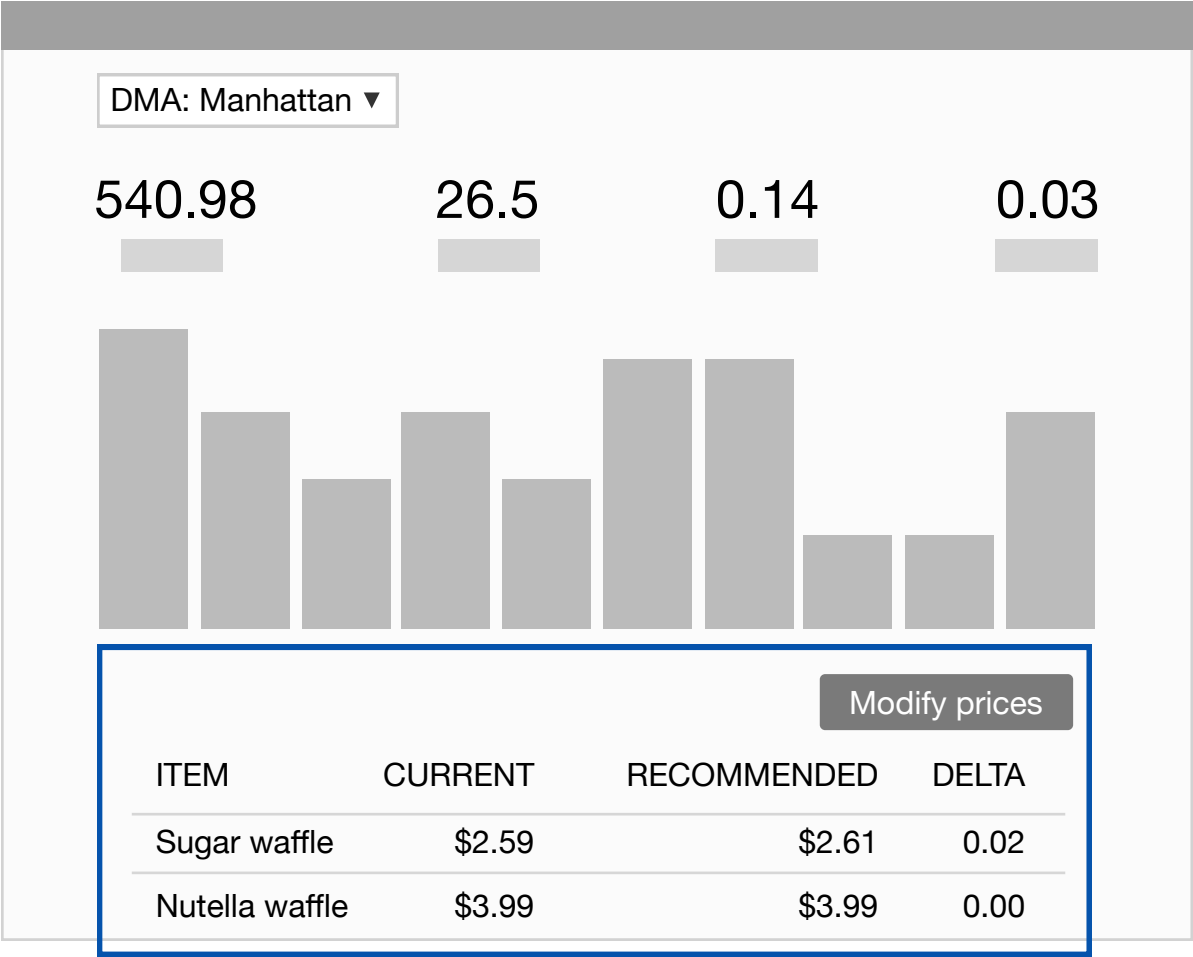 DMA: Manhattan ▼
540.98 26.5 0.14 0.03
Modify prices
ITEM CURRENT RECOMMENDED DELTA
Sugar waffle $2.59 $2.61 0.02
Nutella waffle $3.99 $3.99 0.00